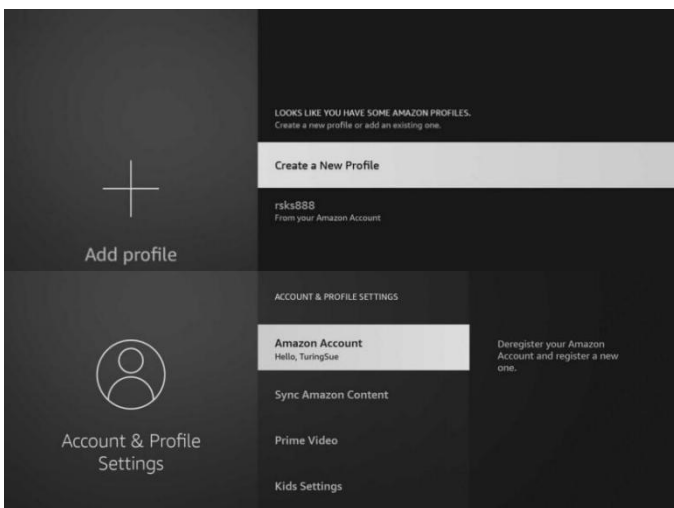 LOOKS LIKE YOU HAVE SOME AMAZON PROFILES.
Create a new profile or add an existing one.
Create a New Profile
rsks888
From your Amazon Account
Add profile
ACCOUNT & PROFILE SETTINGS
Amazon Account
Hello, TuringSue
Deregister your Amazon
Account and register a new
one.
Sync Amazon Content
Prime Video
Kids Settings
Account & Profile
Settings